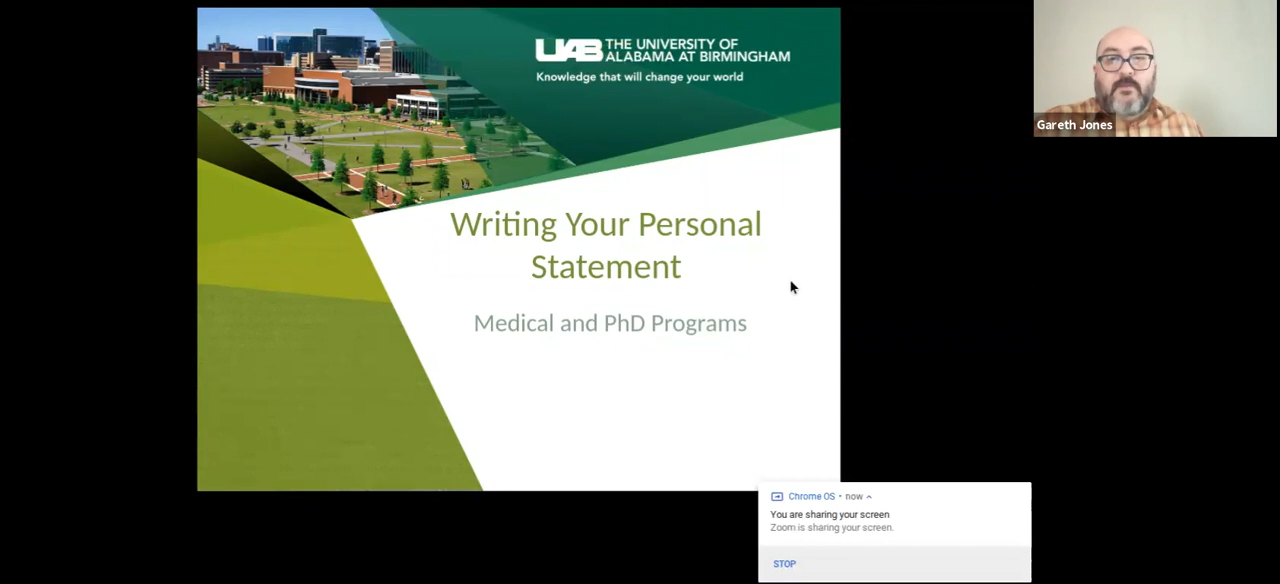 UAB THE UNIVERSITY OF
ALABAMA AT BIRMINGHAM
Knowledge that will change your world
Gareth Jones
Writing Your Personal
Statement
Medical and PhD Programs
Chrome OS • now
You are sharing your screen
Zoom is sharing your screen.
STOP